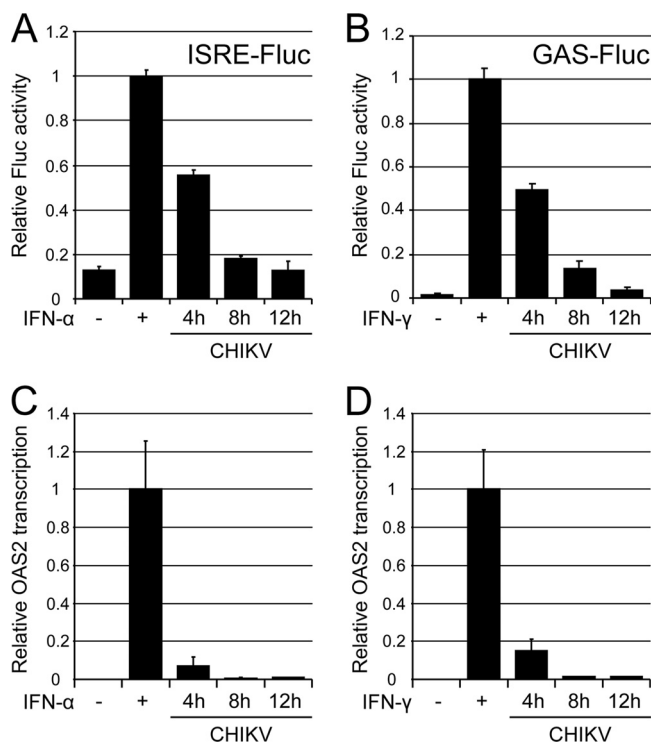 A
ISRE-Fluc
Relative Fluc activity
1.2
1
0.8
0.6
0.4
0.2
0
IFN-α - + 4h 8h 12h
CHIKV
B
GAS-Fluc
Relative Fluc activity
1.2
1
0.8
0.6
0.4
0.2
0
IFN-γ - + 4h 8h 12h
CHIKV
C
Relative OAS2 transcription
1.4
1.2
1
0.8
0.6
0.4
0.2
0
IFN-α - + 4h 8h 12h
CHIKV
D
Relative OAS2 transcription
1.4
1.2
1
0.8
0.6
0.4
0.2
0
IFN-γ - + 4h 8h 12h
CHIKV